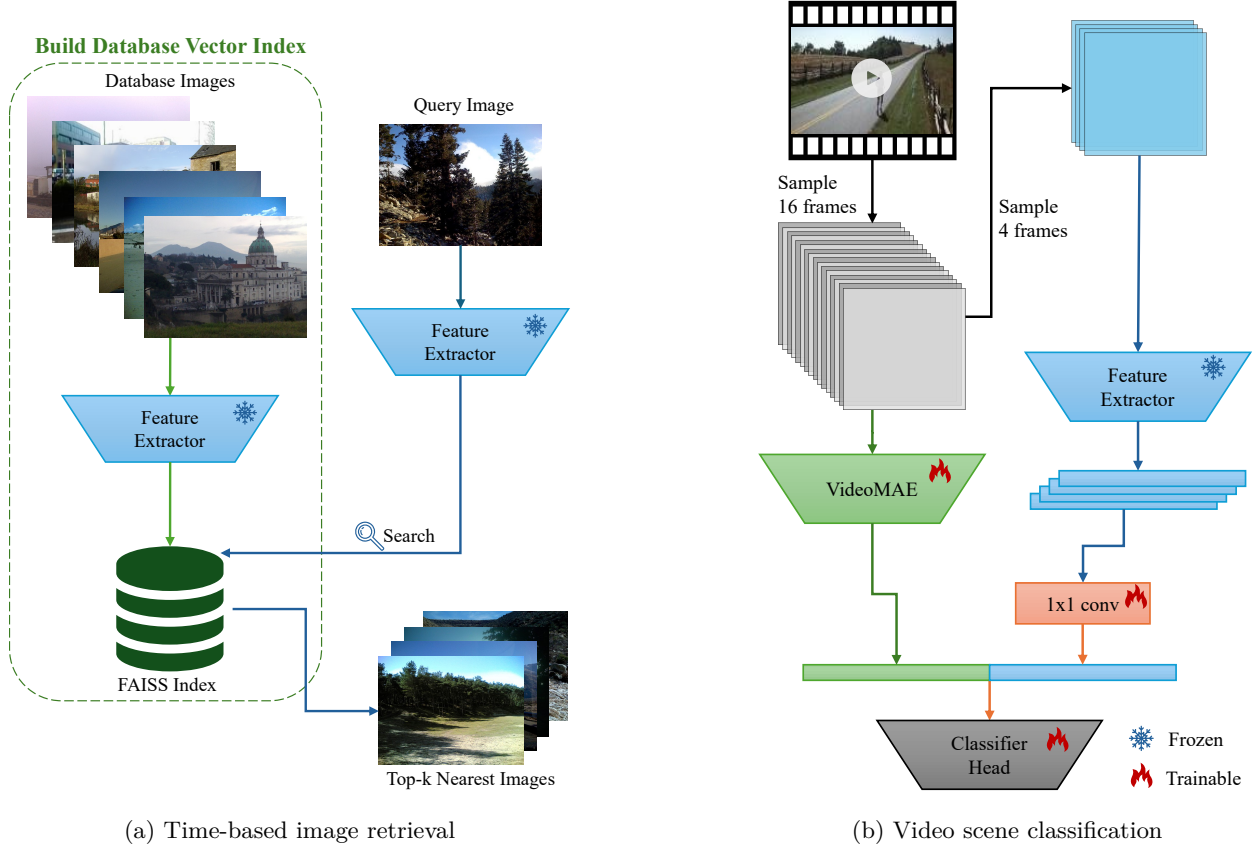 Build Database Vector Index
Database Images
Query Image
Feature
Extractor
Feature
Extractor
Search
FAISS Index
Top-k Nearest Images
(a) Time-based image retrieval
Sample
16 frames
Sample
4 frames
Feature
Extractor
VideoMAE
1x1 conv
Classifier
Head
Frozen
Trainable
(b) Video scene classification